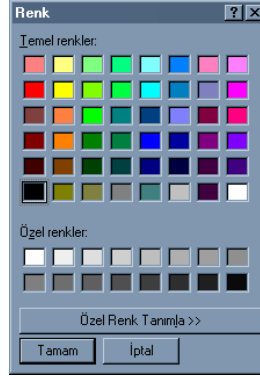 Renk
Temel renkler:
Özel renkler:
Özel Renk Tanımla >>
Tamam
İptal